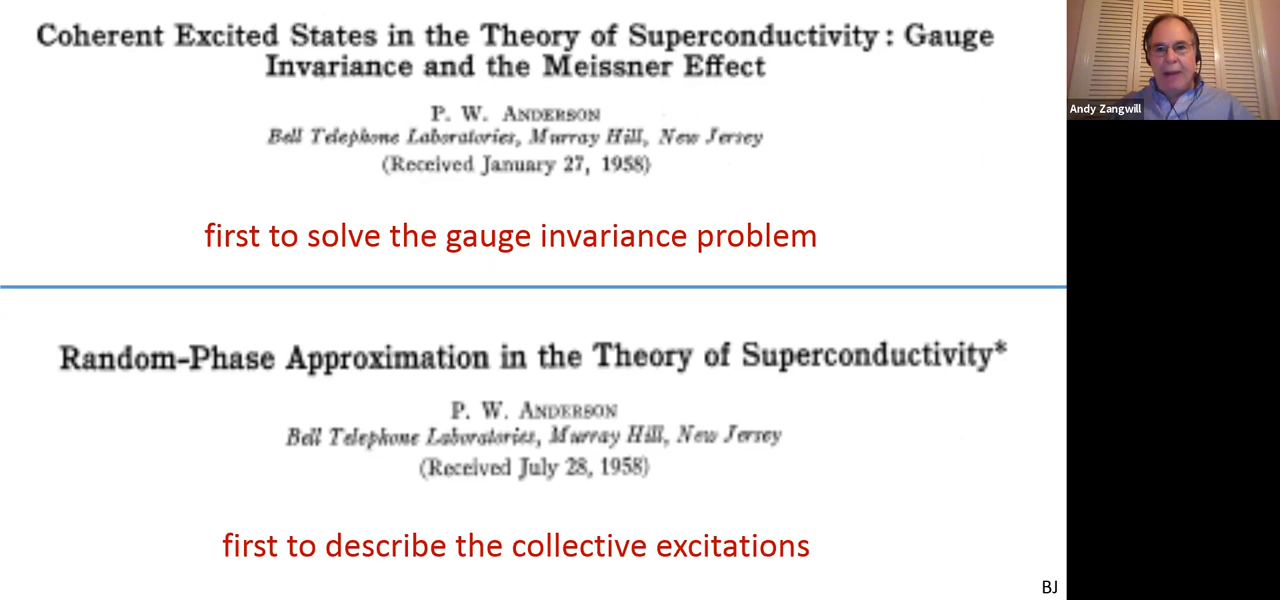 Coherent Excited States in the Theory of Superconductivity: Gauge
Invariance and the Meissner Effect
P. W. ANDERSON
Bell Telephone Laboratories, Murray Hill, New Jersey
(Received January 27, 1958)
first to solve the gauge invariance problem
Random-Phase Approximation in the Theory of Superconductivity*
P. W. ANDERSON
Bell Telephone Laboratories, Murray Hill, New Jersey
(Received July 28, 1958)
first to describe the collective excitations
BJ
Andy Zangwill